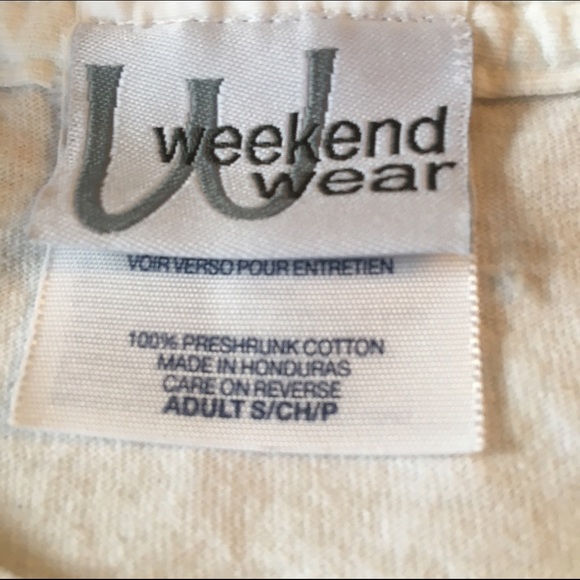 W
weekend
wear
VOIR VERSO POUR ENTRETIEN
100% PRESHRUNK COTTON
MADE IN HONDURAS
CARE ON REVERSE
ADULT S/CH/P